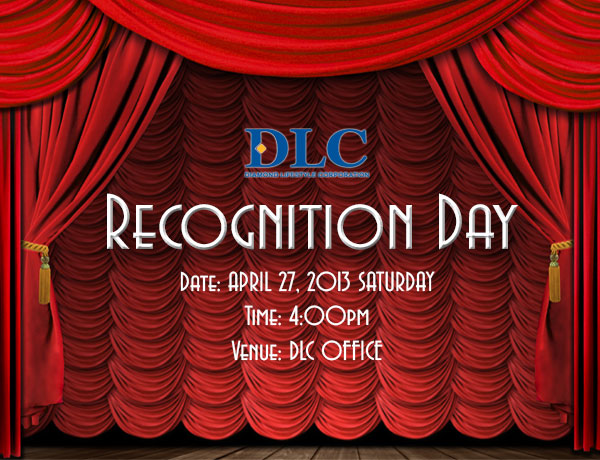 DLC
DIAMOND LIFESTYLE CORPORATION
RECOGNITION DAY
DATE: APRIL 27, 2013 SATURDAY
TIME: 4:00PM
VENUE: DLC OFFICE